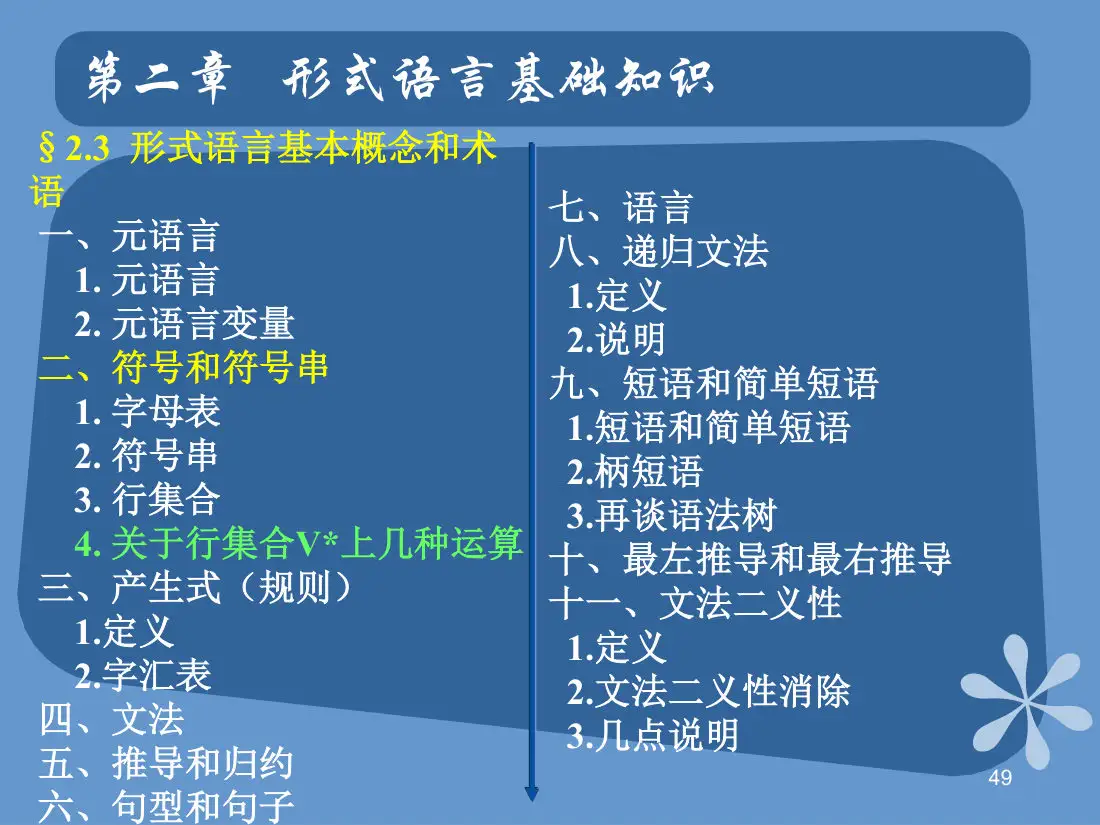 第二章 形式语言基础知识
§2.3 形式语言基本概念和术
语
一、元语言
1. 元语言
2. 元语言变量
二、符号和符号串
1. 字母表
2. 符号串
3. 行集合
4. 关于行集合V*上几种运算
三、产生式（规则）
1.定义
2.字汇表
四、文法
五、推导和归约
六、句型和句子
七、语言
八、递归文法
1.定义
2.说明
九、短语和简单短语
1.短语和简单短语
2.柄短语
3.再谈语法树
十、最左推导和最右推导
十一、文法二义性
1.定义
2.文法二义性消除
3.几点说明
49